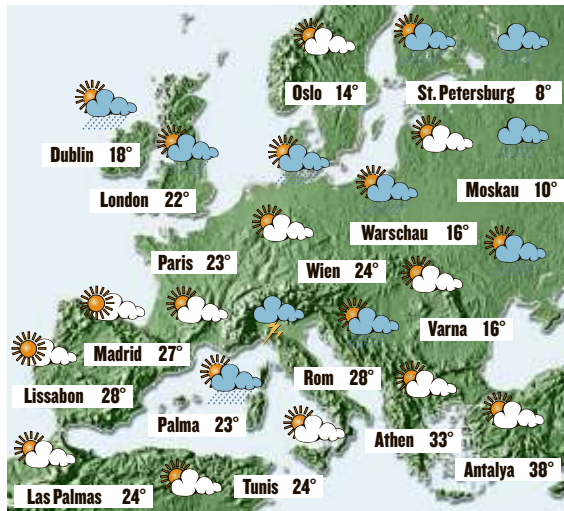 Oslo 14°
St. Petersburg 8°
Dublin 18°
London 22°
Moskau 10°
Warschau 16°
Paris 23°
Wien 24°
Varna 16°
Madrid 27°
Rom 28°
Lissabon 28°
Palma 23°
Athen 33°
Antalya 38°
Las Palmas 24°
Tunis 24°